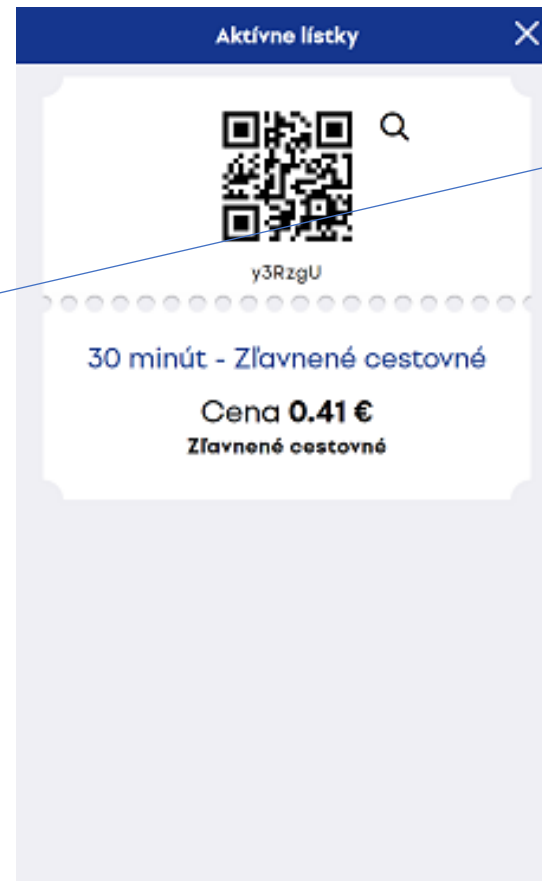 Aktívne lístky
y3RzgU
30 minút - Zľavnené cestovné
Cena 0.41 €
Zľavnené cestovné